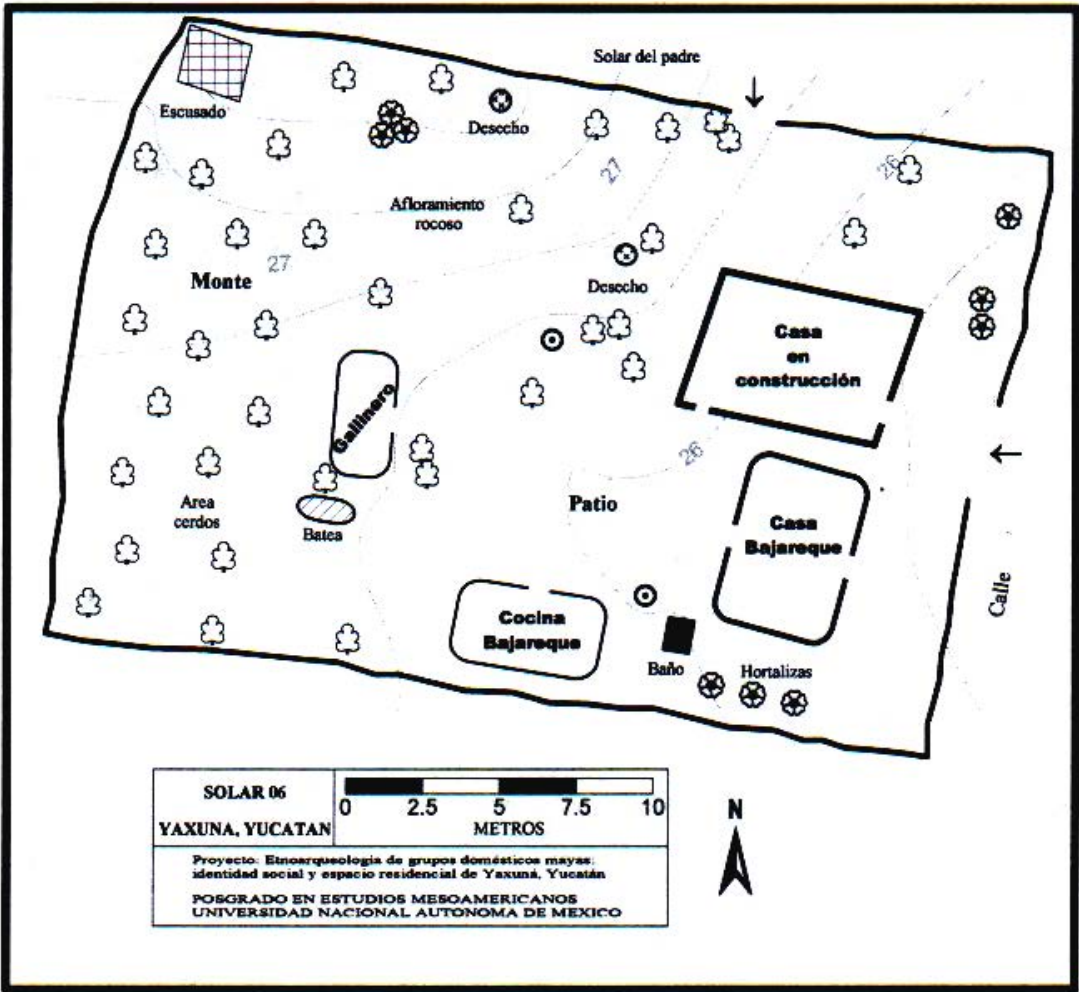 Solar del padre
Escusado
Desecho
27
26
Afloramiento
rocoso
Desecho
Monte
27
Casa
en
construcción
Gallinero
26
Patio
Area
cerdos
Batea
Casa
Bajareque
Calle
Cocina
Bajareque
Baño
Hortalizas
SOLAR 06
YAXUNA, YUCATAN
0 2.5 5 7.5 10
METROS
N
Proyecto: Etnoarqueología de grupos domésticos mayas:
identidad social y espacio residencial de Yaxuná, Yucatán
POSGRADO EN ESTUDIOS MESOAMERICANOS
UNIVERSIDAD NACIONAL AUTONOMA DE MEXICO